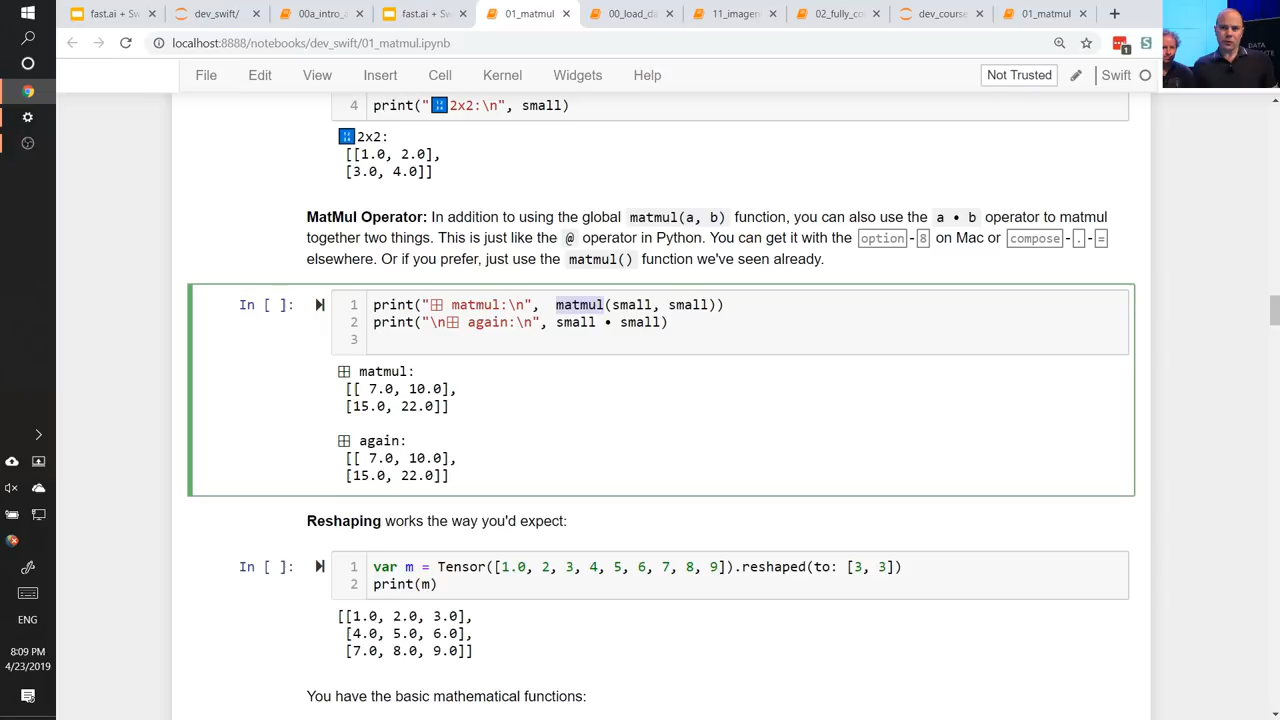 fast.ai + S
dev_swift/
00a_intro_a
fast.ai + Sw
01_matmul
00_load_da
11_imagen
02_fully_co
dev_course
01_matmul
localhost:8888/notebooks/dev_swift/01_matmul.ipynb
File Edit View Insert Cell Kernel Widgets Help Not Trusted Swift
4 print("🔢2x2:\n", small)
🔢2x2:
[[1.0, 2.0],
[3.0, 4.0]]
MatMul Operator: In addition to using the global matmul(a, b) function, you can also use the a • b operator to matmul
together two things. This is just like the @ operator in Python. You can get it with the option-8 on Mac or compose-.-=
elsewhere. Or if you prefer, just use the matmul() function we've seen already.
In [ ]: 1 print("⊞ matmul:\n", matmul(small, small))
2 print("\n⊞ again:\n", small • small)
3
⊞ matmul:
[[ 7.0, 10.0],
[15.0, 22.0]]
⊞ again:
[[ 7.0, 10.0],
[15.0, 22.0]]
Reshaping works the way you'd expect:
In [ ]: 1 var m = Tensor([1.0, 2, 3, 4, 5, 6, 7, 8, 9]).reshaped(to: [3, 3])
2 print(m)
[[1.0, 2.0, 3.0],
[4.0, 5.0, 6.0],
[7.0, 8.0, 9.0]]
You have the basic mathematical functions:
ENG
8:09 PM
4/23/2019
DATA
1